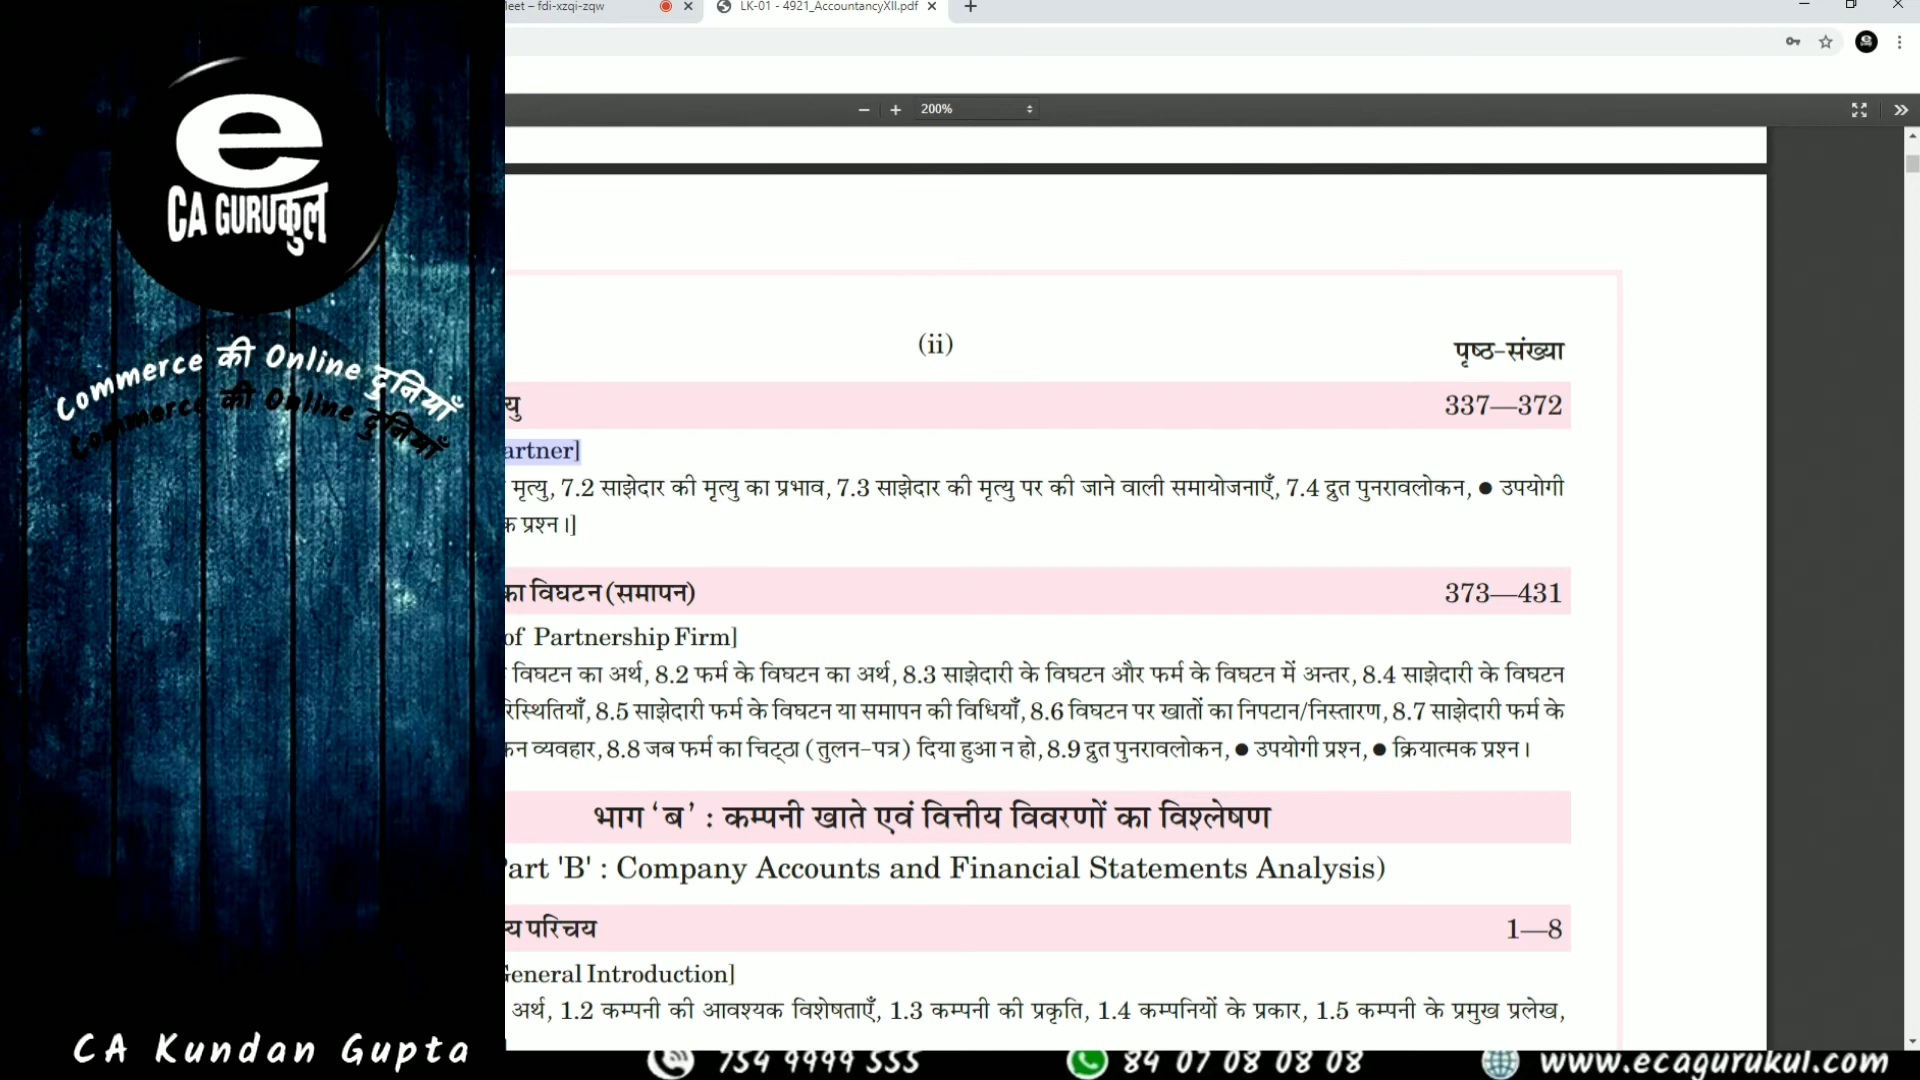 leet – fdi-xzqi-zqw
LK-01 - 4921_AccountancyXII.pdf
200%
e
CA GURUकुल
Commerce की Online दुनियाँ
(ii)
पृष्ठ-संख्या
यु 337—372
artner]
मृत्यु, 7.2 साझेदार की मृत्यु का प्रभाव, 7.3 साझेदार की मृत्यु पर की जाने वाली समायोजनाएँ, 7.4 द्रुत पुनरावलोकन, ● उपयोगी
क प्रश्न।]
का विघटन (समापन) 373—431
of Partnership Firm]
विघटन का अर्थ, 8.2 फर्म के विघटन का अर्थ, 8.3 साझेदारी के विघटन और फर्म के विघटन में अन्तर, 8.4 साझेदारी के विघटन
रिस्थितियाँ, 8.5 साझेदारी फर्म के विघटन या समापन की विधियाँ, 8.6 विघटन पर खातों का निपटान/निस्तारण, 8.7 साझेदारी फर्म के
कन व्यवहार, 8.8 जब फर्म का चिट्ठा (तुलन-पत्र) दिया हुआ न हो, 8.9 द्रुत पुनरावलोकन, ● उपयोगी प्रश्न, ● क्रियात्मक प्रश्न।
भाग ‘ब’ : कम्पनी खाते एवं वित्तीय विवरणों का विश्लेषण
Part 'B' : Company Accounts and Financial Statements Analysis)
य परिचय 1—8
General Introduction]
अर्थ, 1.2 कम्पनी की आवश्यक विशेषताएँ, 1.3 कम्पनी की प्रकृति, 1.4 कम्पनियों के प्रकार, 1.5 कम्पनी के प्रमुख प्रलेख,
CA Kundan Gupta
754 9999 555
84 07 08 08 08
www.ecagurukul.com